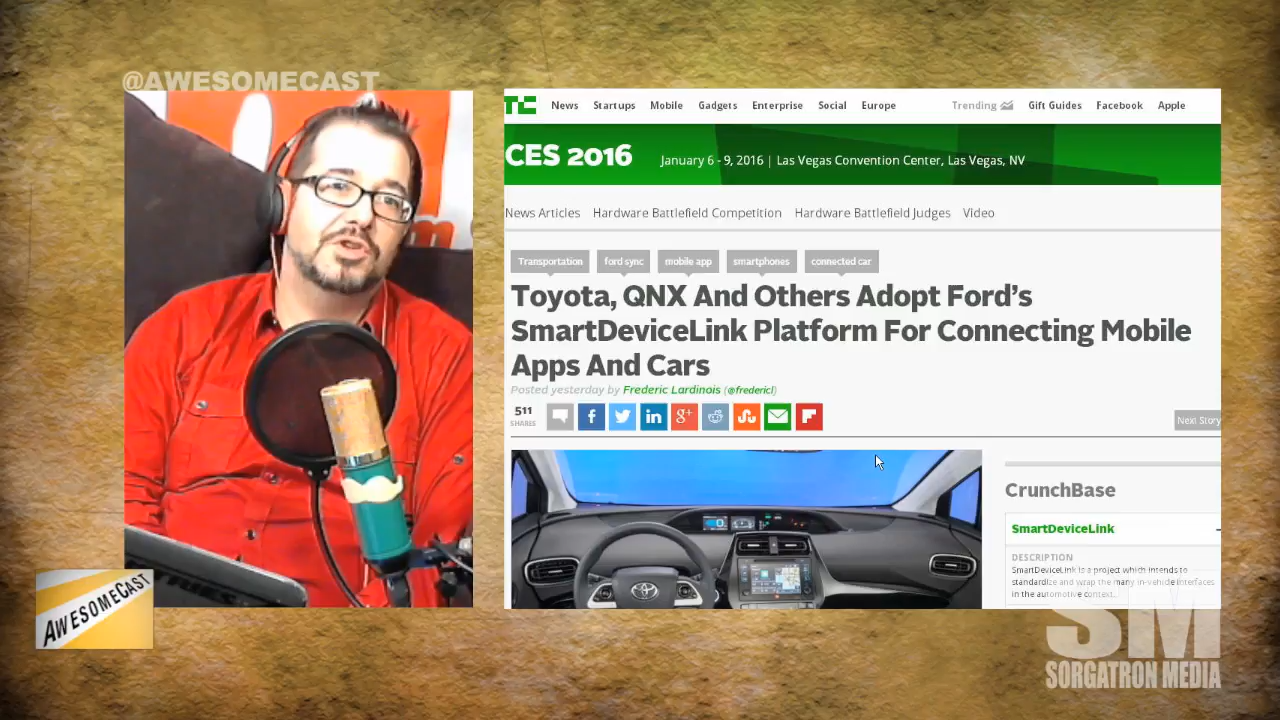 @AWESOMECAST
TC News Startups Mobile Gadgets Enterprise Social Europe Trending Gift Guides Facebook Apple
CES 2016 January 6 - 9, 2016 | Las Vegas Convention Center, Las Vegas, NV
News Articles Hardware Battlefield Competition Hardware Battlefield Judges Video
Transportation ford sync mobile app smartphones connected car
Toyota, QNX And Others Adopt Ford's
SmartDeviceLink Platform For Connecting Mobile
Apps And Cars
Posted yesterday by Frederic Lardinois (@fredericl)
511
SHARES
f in g+
Next Story
CrunchBase
SmartDeviceLink
DESCRIPTION
SmartDeviceLink is a project which intends to
standardize and wrap the many in-vehicle interfaces
in the automotive context...
AWESOMECAST
SM
SORGATRON MEDIA